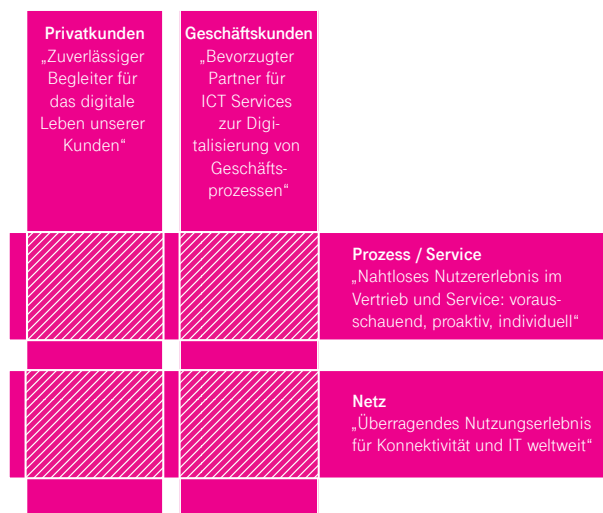 Privatkunden
„Zuverlässiger
Begleiter für
das digitale
Leben unserer
Kunden“
Geschäftskunden
„Bevorzugter
Partner für
ICT Services
zur Digi-
talisierung von
Geschäfts-
prozessen“
Prozess / Service
„Nahtloses Nutzererlebnis im
Vertrieb und Service: voraus-
schauend, proaktiv, individuell“
Netz
„Überragendes Nutzungserlebnis
für Konnektivität und IT weltweit“